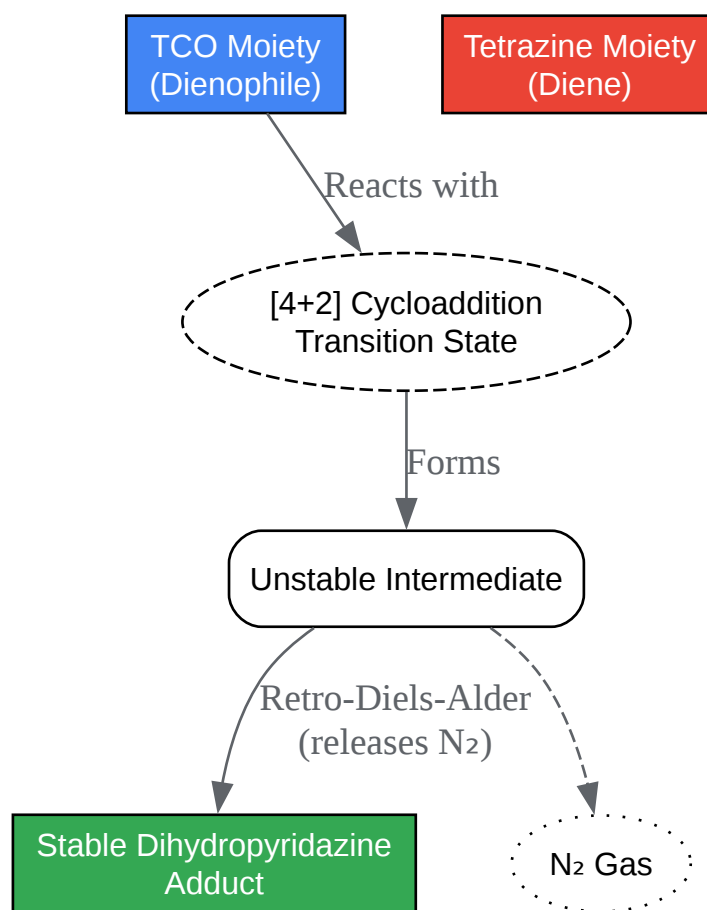 TCO Moiety
(Dienophile)
Tetrazine Moiety
(Diene)
Reacts with
[4+2] Cycloaddition
Transition State
Forms
Unstable Intermediate
Retro-Diels-Alder
(releases N₂)
Stable Dihydropyridazine
Adduct
N₂ Gas